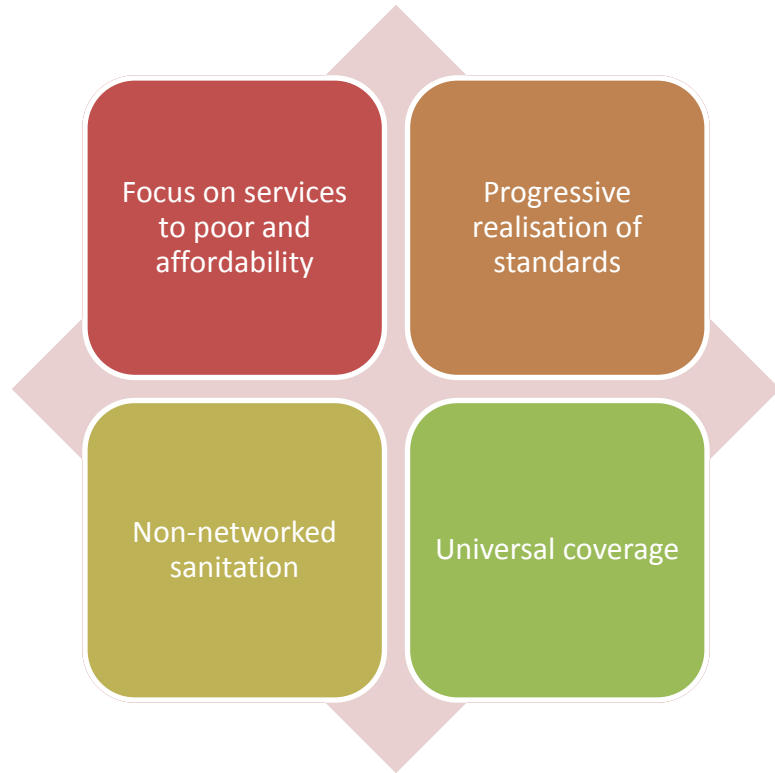 Focus on services
to poor and
affordability
Progressive
realisation of
standards
Non-networked
sanitation
Universal coverage